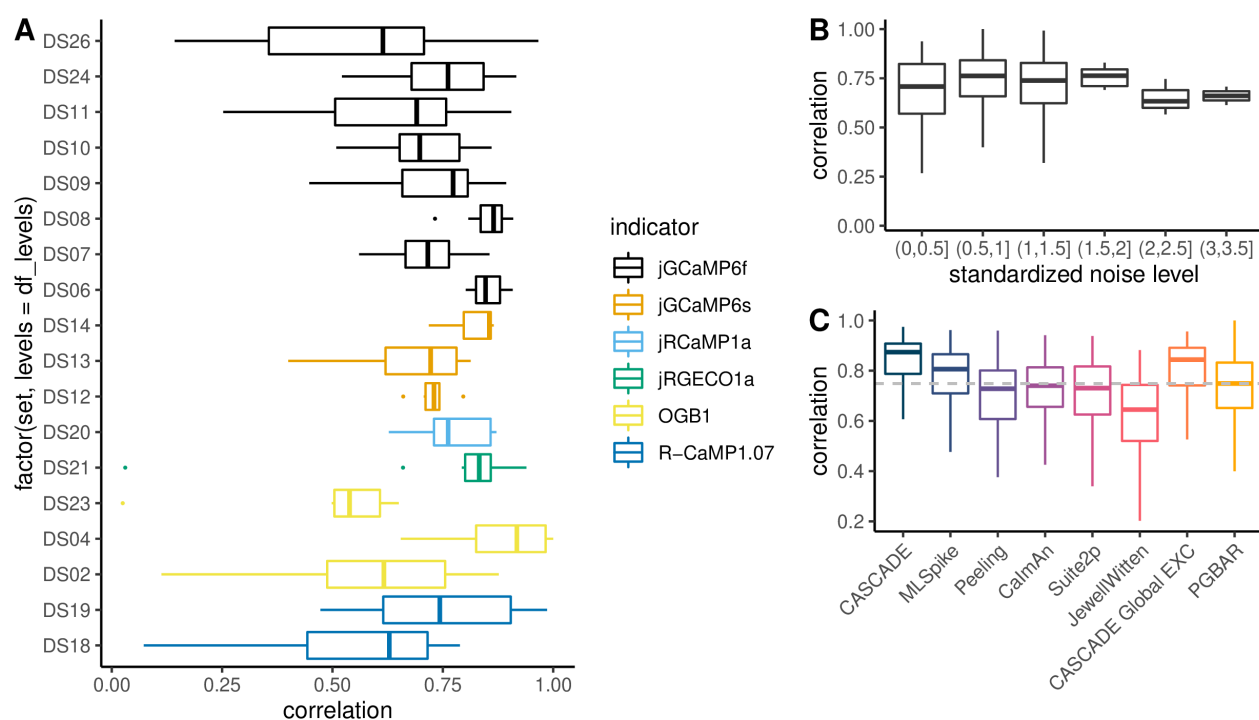 A
factor(set, levels = df_levels)
DS26
DS24
DS11
DS10
DS09
DS08
DS07
DS06
DS14
DS13
DS12
DS20
DS21
DS23
DS04
DS02
DS19
DS18
0.00 0.25 0.50 0.75 1.00
correlation
indicator
jGCaMP6f
jGCaMP6s
jRCaMP1a
jRGECO1a
OGB1
R−CaMP1.07
B
correlation
1.00
0.75
0.50
0.25
0.00
(0,0.5] (0.5,1] (1,1.5] (1.5,2] (2,2.5] (3,3.5]
standardized noise level
C
correlation
1.0
0.8
0.6
0.4
0.2
CASCADE
MLSpike
Peeling
CaImAn
Suite2p
JewellWitten
CASCADE Global EXC
PGBAR